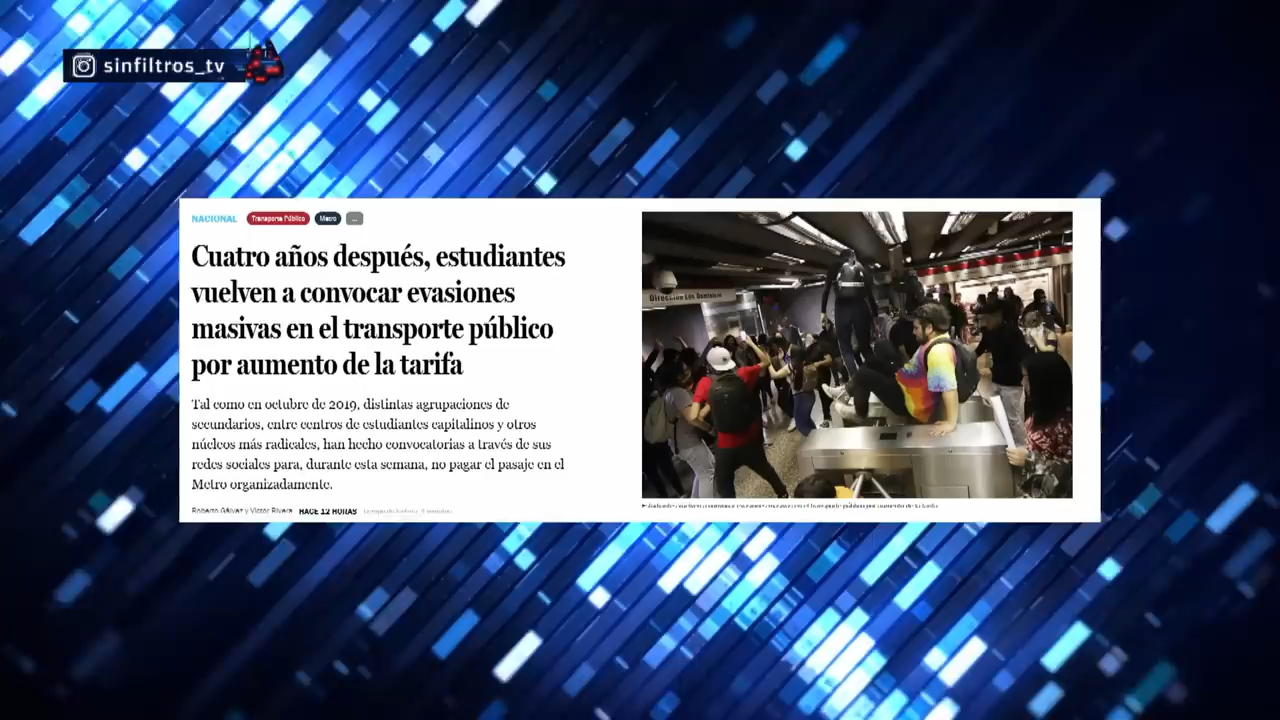 sinfiltros_tv
NACIONAL Transporte Público Metro ...
Cuatro años después, estudiantes
vuelven a convocar evasiones
masivas en el transporte público
por aumento de la tarifa
Tal como en octubre de 2019, distintas agrupaciones de
secundarios, entre centros de estudiantes capitalinos y otros
núcleos más radicales, han hecho convocatorias a través de sus
redes sociales para, durante esta semana, no pagar el pasaje en el
Metro organizadamente.
Roberto Gálvez y Víctor Rivera HACE 12 HORAS
Dirección Los Dominicos